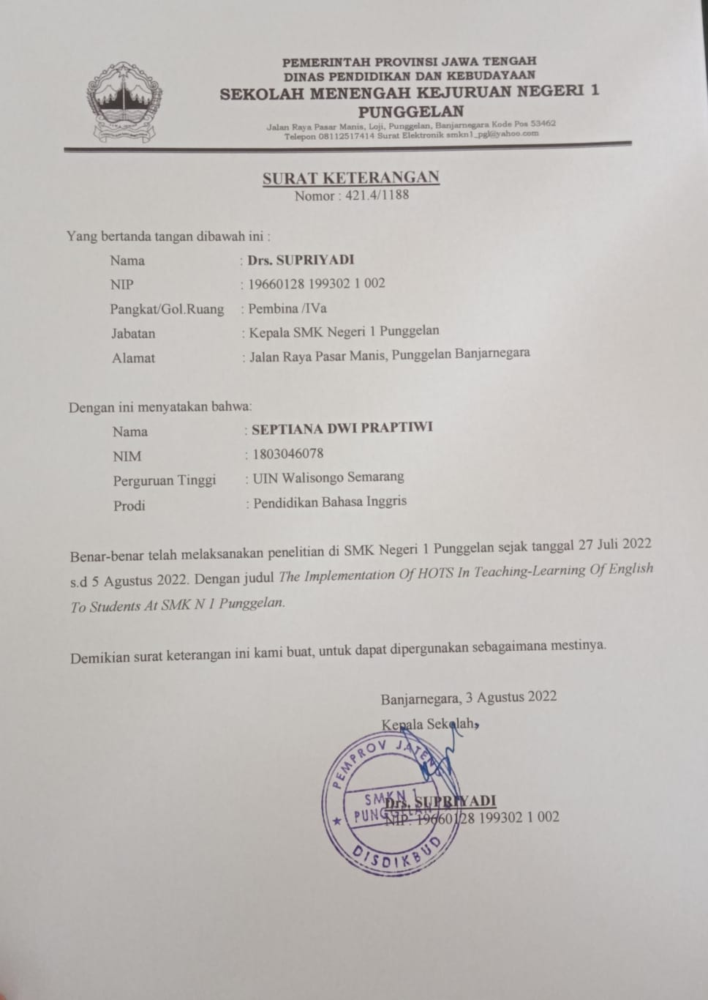 PEMERINTAH PROVINSI JAWA TENGAH
DINAS PENDIDIKAN DAN KEBUDAYAAN
SEKOLAH MENENGAH KEJURUAN NEGERI 1
PUNGGELAN
Jalan Raya Pasar Manis, Loji, Punggelan, Banjarnegara Kode Pos 53462
Telepon 08112517414 Surat Elektronik smkn1_pgl@yahoo.com
SURAT KETERANGAN
Nomor : 421.4/1188
Yang bertanda tangan dibawah ini :
Nama : Drs. SUPRIYADI
NIP : 19660128 199302 1 002
Pangkat/Gol.Ruang : Pembina /IVa
Jabatan : Kepala SMK Negeri 1 Punggelan
Alamat : Jalan Raya Pasar Manis, Punggelan Banjarnegara
Dengan ini menyatakan bahwa:
Nama : SEPTIANA DWI PRAPTIWI
NIM : 1803046078
Perguruan Tinggi : UIN Walisongo Semarang
Prodi : Pendidikan Bahasa Inggris
Benar-benar telah melaksanakan penelitian di SMK Negeri 1 Punggelan sejak tanggal 27 Juli 2022
s.d 5 Agustus 2022. Dengan judul The Implementation Of HOTS In Teaching-Learning Of English
To Students At SMK N 1 Punggelan.
Demikian surat keterangan ini kami buat, untuk dapat dipergunakan sebagaimana mestinya.
Banjarnegara, 3 Agustus 2022
Kepala Sekolah,
PEMPROV JATENG
SMKN 1
PUNGGELAN
DISDIKBUD
Drs. SUPRIYADI
NIP. 19660128 199302 1 002